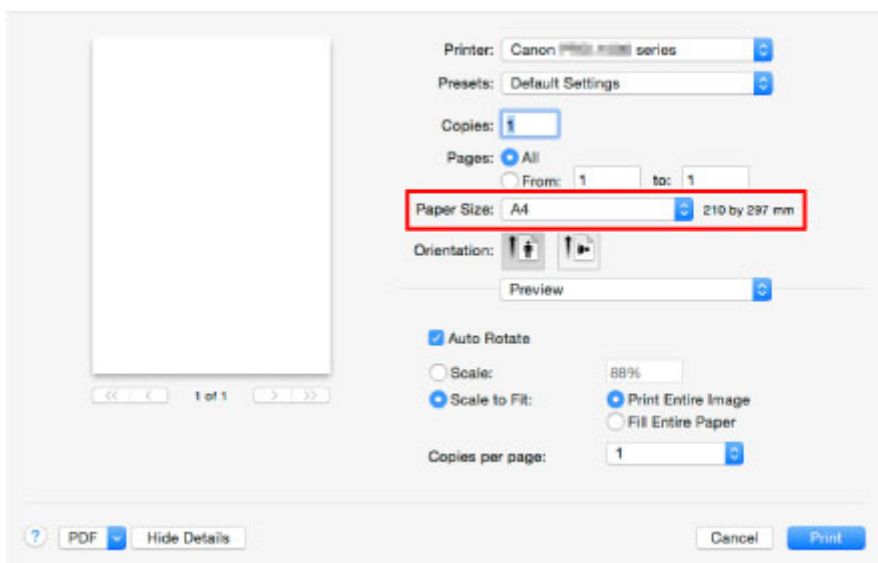 Printer: Canon series
Presets: Default Settings
Copies: 1
Pages: All
From: 1 to: 1
Paper Size: A4 210 by 297 mm
Orientation:
Preview
Auto Rotate
Scale: 88%
Scale to Fit: Print Entire Image
Fill Entire Paper
Copies per page: 1
1 of 1
? PDF Hide Details Cancel Print